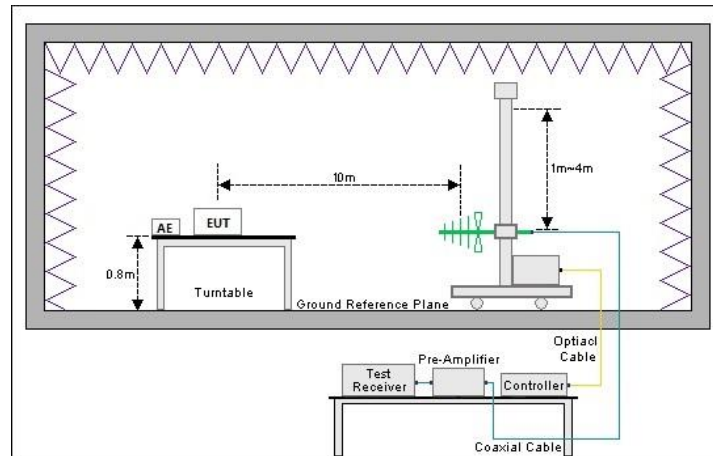 10m
1m~4m
AE
EUT
0.8m
Turntable
Ground Reference Plane
Optiacl
Cable
Pre-Amplifier
Test
Receiver
Controller
Coaxial Cable